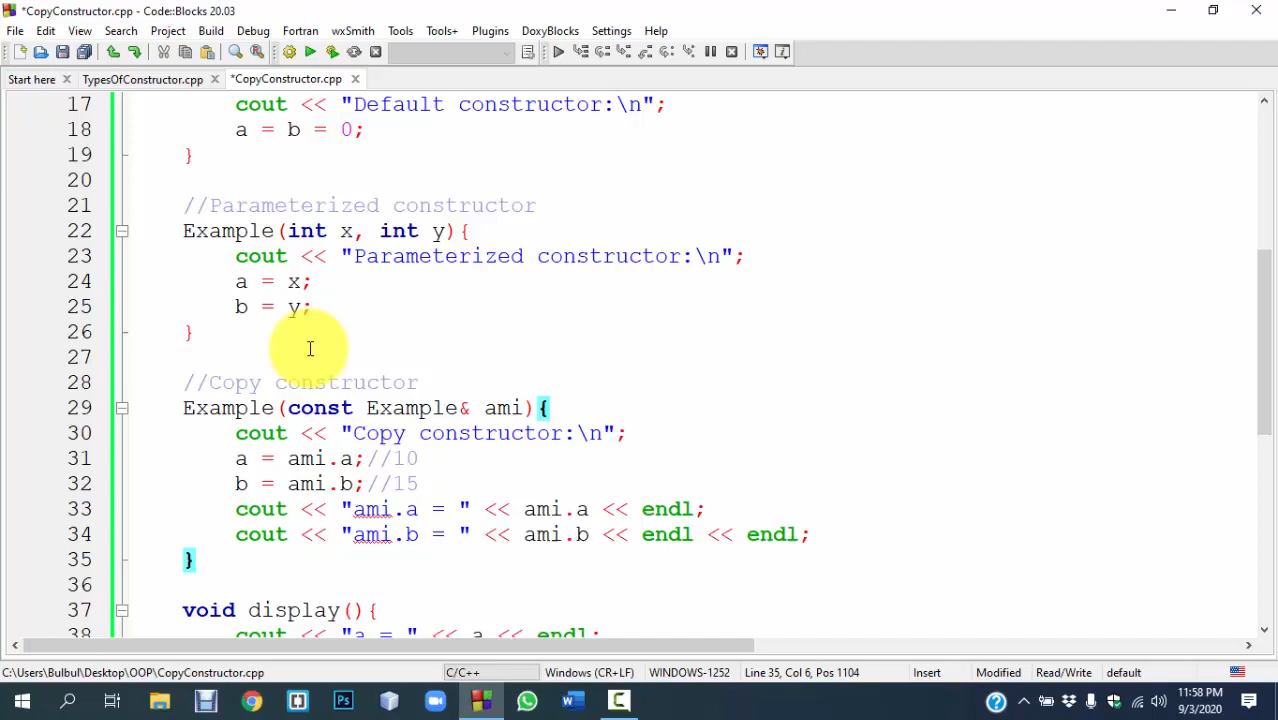 *CopyConstructor.cpp - Code::Blocks 20.03
File Edit View Search Project Build Debug Fortran wxSmith Tools Tools+ Plugins DoxyBlocks Settings Help
Start here TypesOfConstructor.cpp *CopyConstructor.cpp
17 cout << "Default constructor:\n";
18 a = b = 0;
19 }
20
21 //Parameterized constructor
22 Example(int x, int y){
23 cout << "Parameterized constructor:\n";
24 a = x;
25 b = y;
26 }
27
28 //Copy constructor
29 Example(const Example& ami){
30 cout << "Copy constructor:\n";
31 a = ami.a;//10
32 b = ami.b;//15
33 cout << "ami.a = " << ami.a << endl;
34 cout << "ami.b = " << ami.b << endl << endl;
35 }
36
37 void display(){
38 cout << "a = " << a << endl;
C:\Users\Bulbul\Desktop\OOP\CopyConstructor.cpp C/C++ Windows (CR+LF) WINDOWS-1252 Line 35, Col 6, Pos 1104 Insert Modified Read/Write default
11:58 PM
9/3/2020